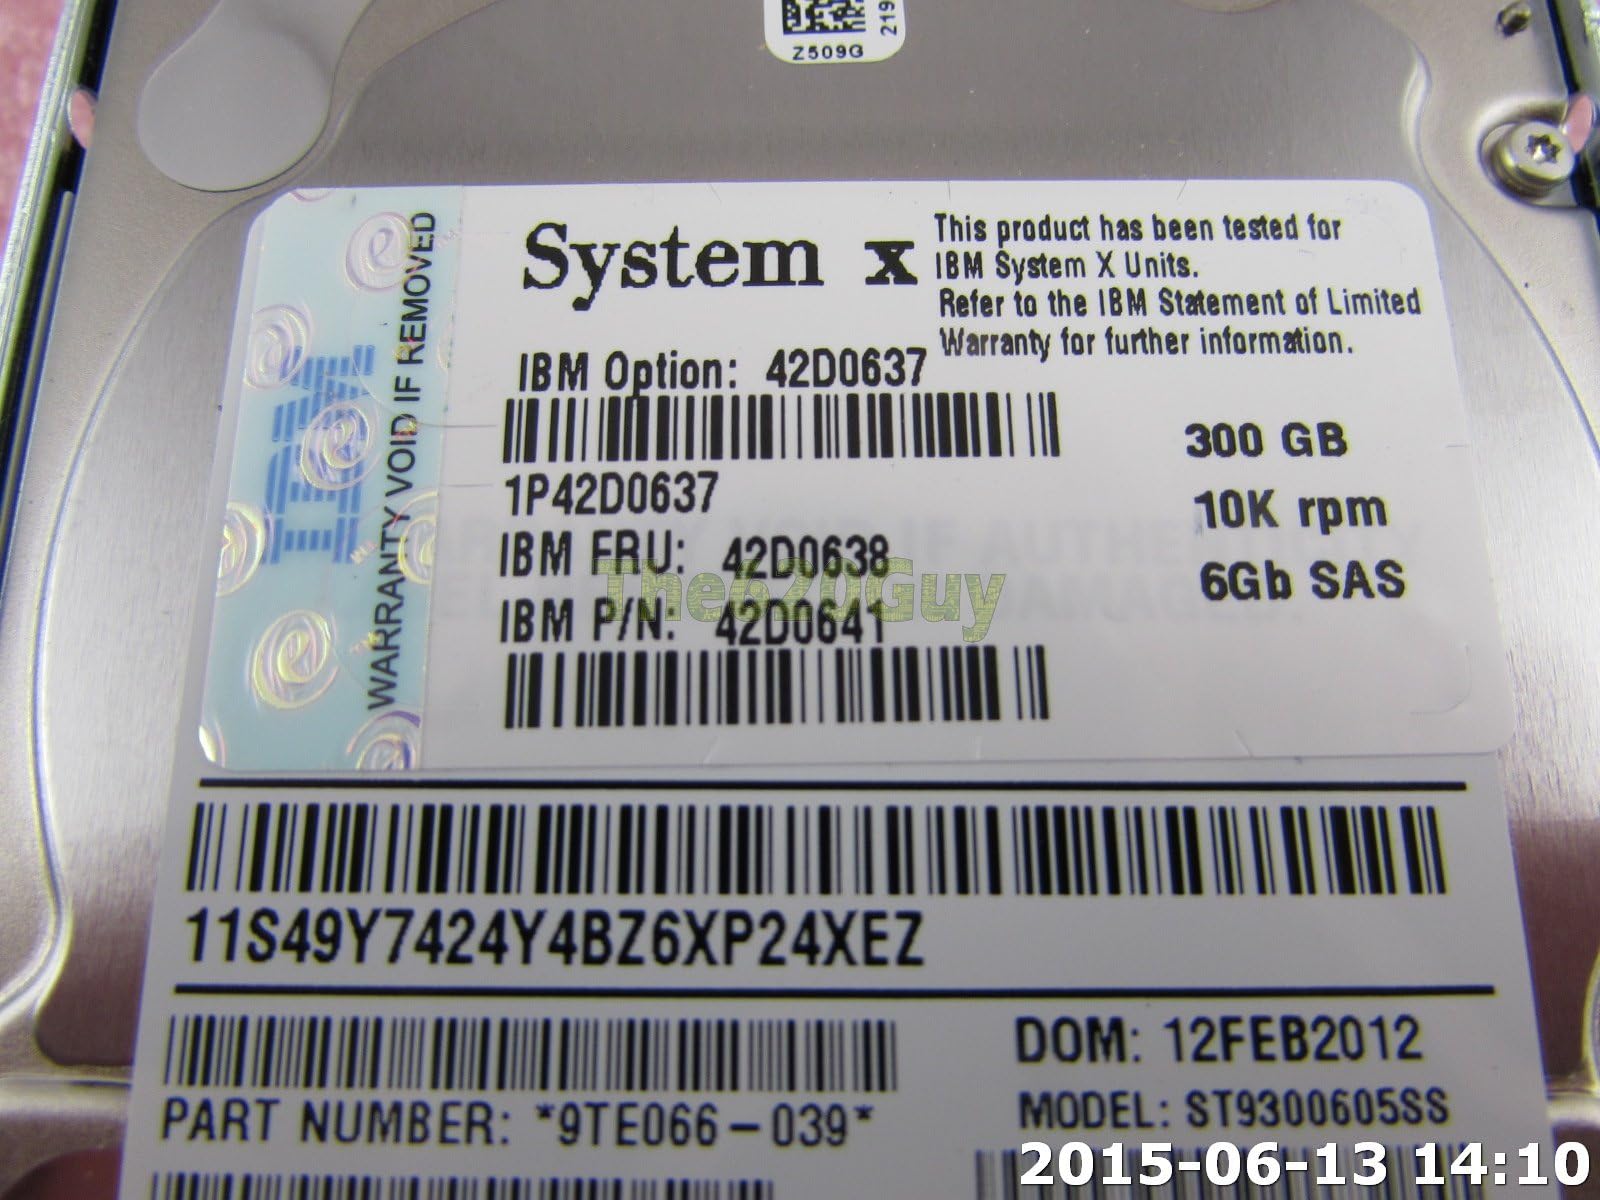 Z509G
219
System x
This product has been tested for
IBM System X Units.
Refer to the IBM Statement of Limited
Warranty for further information.
IBM
WARRANTY VOID IF REMOVED
IBM Option: 42D0637
1P42D0637
IBM FRU: 42D0638
IBM P/N: 42D0641
300 GB
10K rpm
6Gb SAS
The620Guy
11S49Y7424Y4BZ6XP24XEZ
DOM: 12FEB2012
PART NUMBER: *9TE066-039*
MODEL: ST9300605SS
2015-06-13 14:10